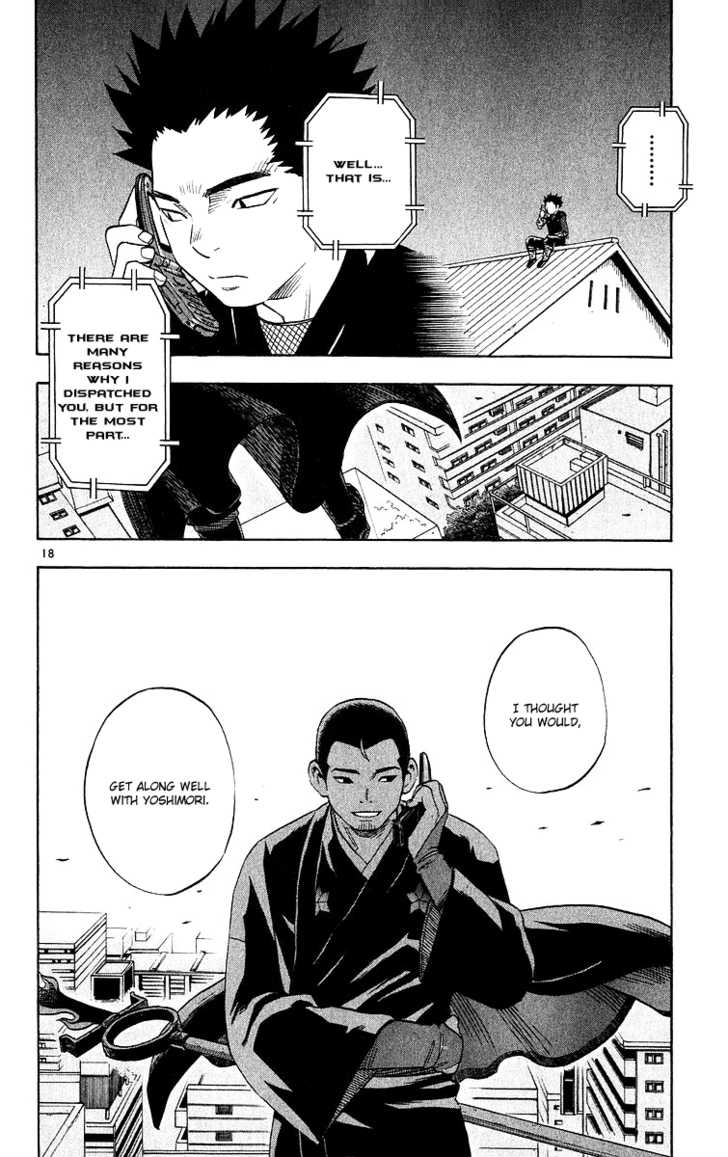 .........
WELL...
THAT IS...
THERE ARE
MANY
REASONS
WHY I
DISPATCHED
YOU, BUT FOR
THE MOST
PART...
18
I THOUGHT
YOU WOULD,
GET ALONG WELL
WITH YOSHIMORI.